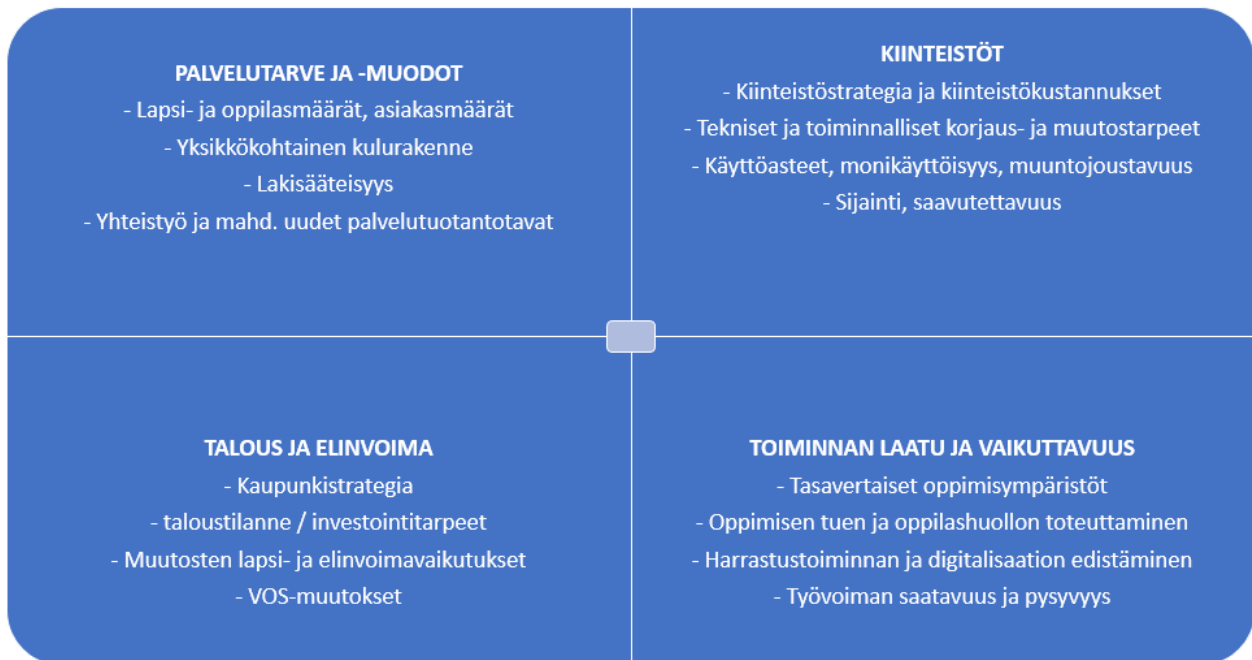 PALVELUTARVE JA -MUODOT
- Lapsi- ja oppilasmäärät, asiakasmäärät
- Yksikkökohtainen kulurakenne
- Lakisääteisyys
- Yhteistyö ja mahd. uudet palvelutuotantotavat
KIINTEISTÖT
- Kiinteistöstrategia ja kiinteistökustannukset
- Tekniset ja toiminnalliset korjaus- ja muutostarpeet
- Käyttöasteet, monikäyttöisyys, muuntojoustavuus
- Sijainti, saavutettavuus
TALOUS JA ELINVOIMA
- Kaupunkistrategia
- taloustilanne / investointitarpeet
- Muutosten lapsi- ja elinvoimavaikutukset
- VOS-muutokset
TOIMINNAN LAATU JA VAIKUTTAVUUS
- Tasavertaiset oppimisympäristöt
- Oppimisen tuen ja oppilashuollon toteuttaminen
- Harrastustoiminnan ja digitalisaation edistäminen
- Työvoiman saatavuus ja pysyvyys